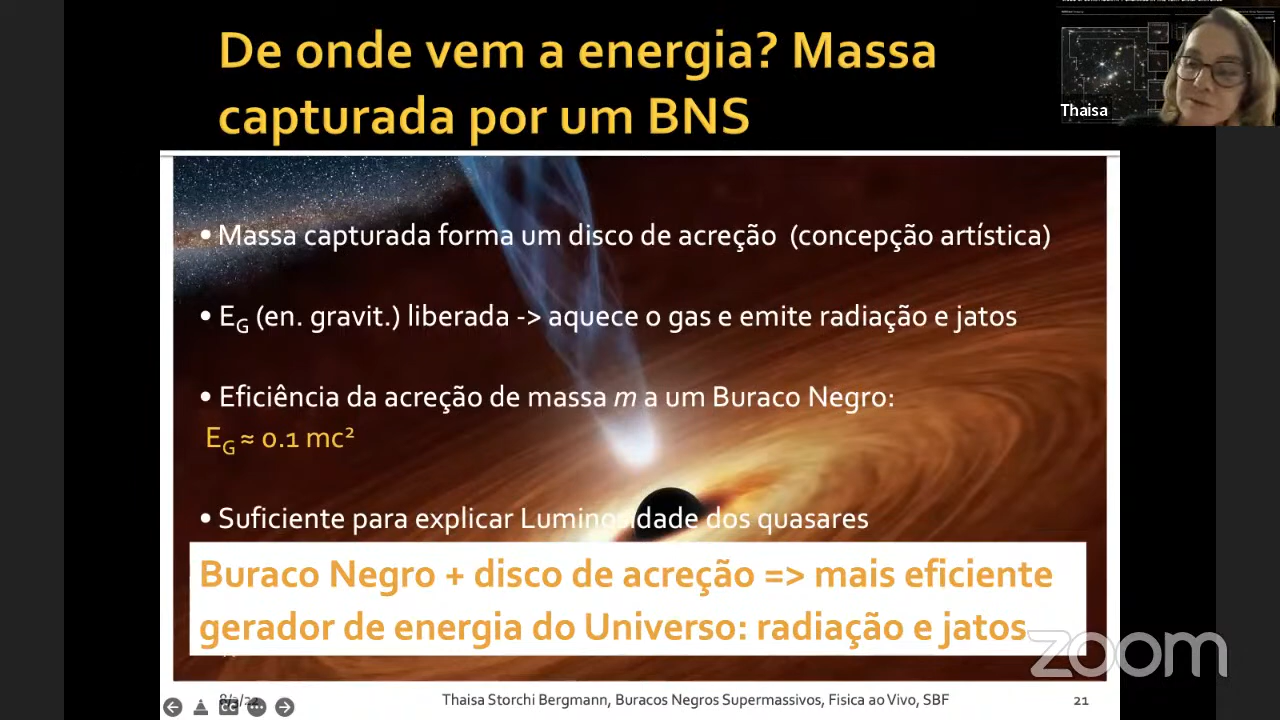 De onde vem a energia? Massa
capturada por um BNS
Thaisa
• Massa capturada forma um disco de acreção (concepção artística)
• EG (en. gravit.) liberada -> aquece o gas e emite radiação e jatos
• Eficiência da acreção de massa m a um Buraco Negro:
EG ≈ 0.1 mc²
• Suficiente para explicar Luminosidade dos quasares
Buraco Negro + disco de acreção => mais eficiente
gerador de energia do Universo: radiação e jatos
zoom
Thaisa Storchi Bergmann, Buracos Negros Supermassivos, Fisica ao Vivo, SBF
21